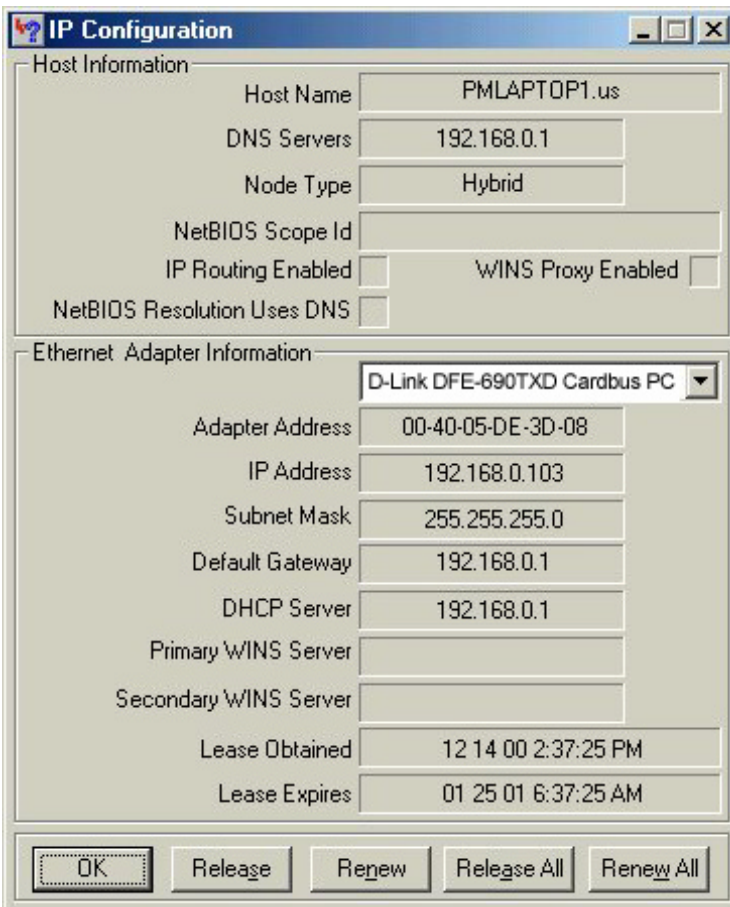 IP Configuration
Host Information
Host Name PMLAPTOP1.us
DNS Servers 192.168.0.1
Node Type Hybrid
NetBIOS Scope Id
IP Routing Enabled WINS Proxy Enabled
NetBIOS Resolution Uses DNS
Ethernet Adapter Information
D-Link DFE-690TXD Cardbus PC
Adapter Address 00-40-05-DE-3D-08
IP Address 192.168.0.103
Subnet Mask 255.255.255.0
Default Gateway 192.168.0.1
DHCP Server 192.168.0.1
Primary WINS Server
Secondary WINS Server
Lease Obtained 12 14 00 2:37:25 PM
Lease Expires 01 25 01 6:37:25 AM
OK Release Renew Release All Renew All